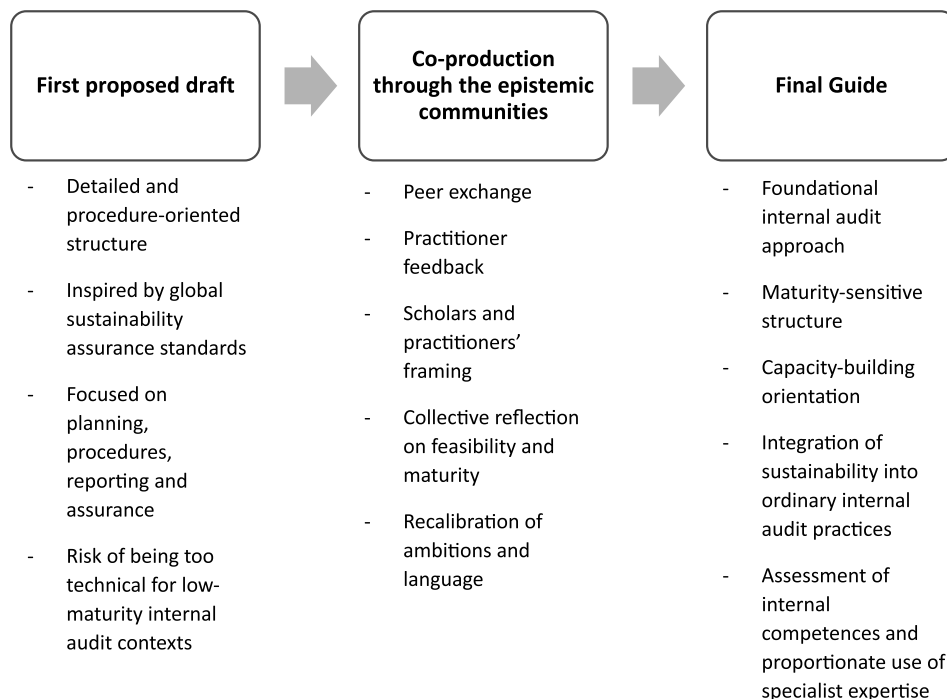 First proposed draft
- Detailed and
procedure-oriented
structure
- Inspired by global
sustainability
assurance standards
- Focused on
planning,
procedures,
reporting and
assurance
- Risk of being too
technical for low-
maturity internal
audit contexts
Co-production
through the epistemic
communities
- Peer exchange
- Practitioner
feedback
- Scholars and
practitioners’
framing
- Collective reflection
on feasibility and
maturity
- Recalibration of
ambitions and
language
Final Guide
- Foundational
internal audit
approach
- Maturity-sensitive
structure
- Capacity-building
orientation
- Integration of
sustainability into
ordinary internal
audit practices
- Assessment of
internal
competences and
proportionate use of
specialist expertise